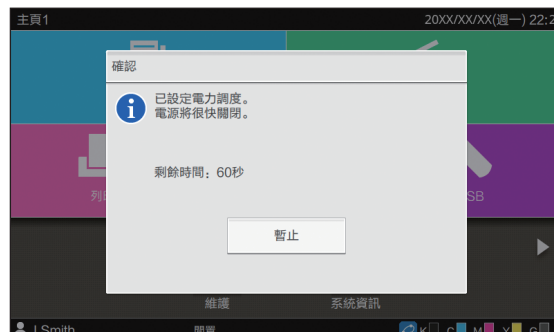 主頁1
20XX/XX/XX(週一) 22:2
確認
已設定電力調度。
電源將很快關閉。
剩餘時間：60秒
暫止
SB
維護
系統資訊
J.Smith
閒置
K C M Y G